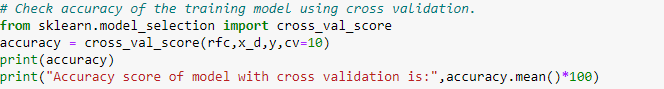 # Check accuracy of the training model using cross validation.
from sklearn.model_selection import cross_val_score
accuracy = cross_val_score(rfc,x_d,y,cv=10)
print(accuracy)
print("Accuracy score of model with cross validation is:",accuracy.mean()*100)